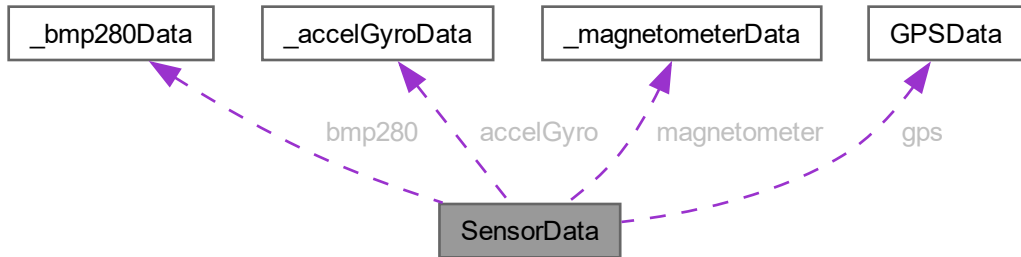 _bmp280Data
_accelGyroData
_magnetometerData
GPSData
bmp280
accelGyro
magnetometer
gps
SensorData